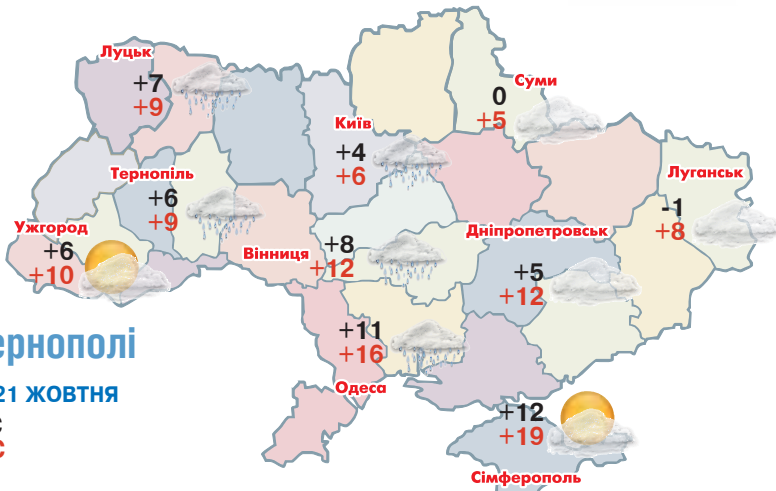 Луцьк
+7
+9
Суми
0
+5
Київ
+4
+6
Тернопіль
+6
+9
Луганськ
-1
+8
Ужгород
+6
+10
Вінниця
+8
+12
Дніпропетровськ
+5
+12
+11
+16
Одеса
ернополі
21 ЖОВТНЯ
С
С
+12
+19
Сімферополь